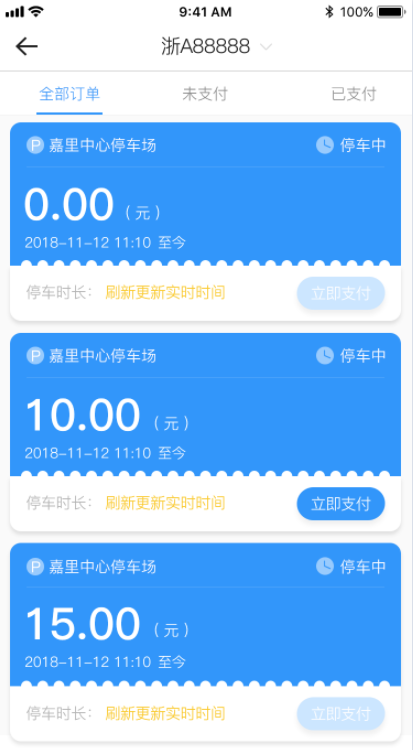 9:41 AM 100%
浙A88888
全部订单 未支付 已支付
P 嘉里中心停车场 停车中
0.00 (元)
2018-11-12 11:10 至今
停车时长: 刷新更新实时时间 立即支付
P 嘉里中心停车场 停车中
10.00 (元)
2018-11-12 11:10 至今
停车时长: 刷新更新实时时间 立即支付
P 嘉里中心停车场 停车中
15.00 (元)
2018-11-12 11:10 至今
停车时长: 刷新更新实时时间 立即支付